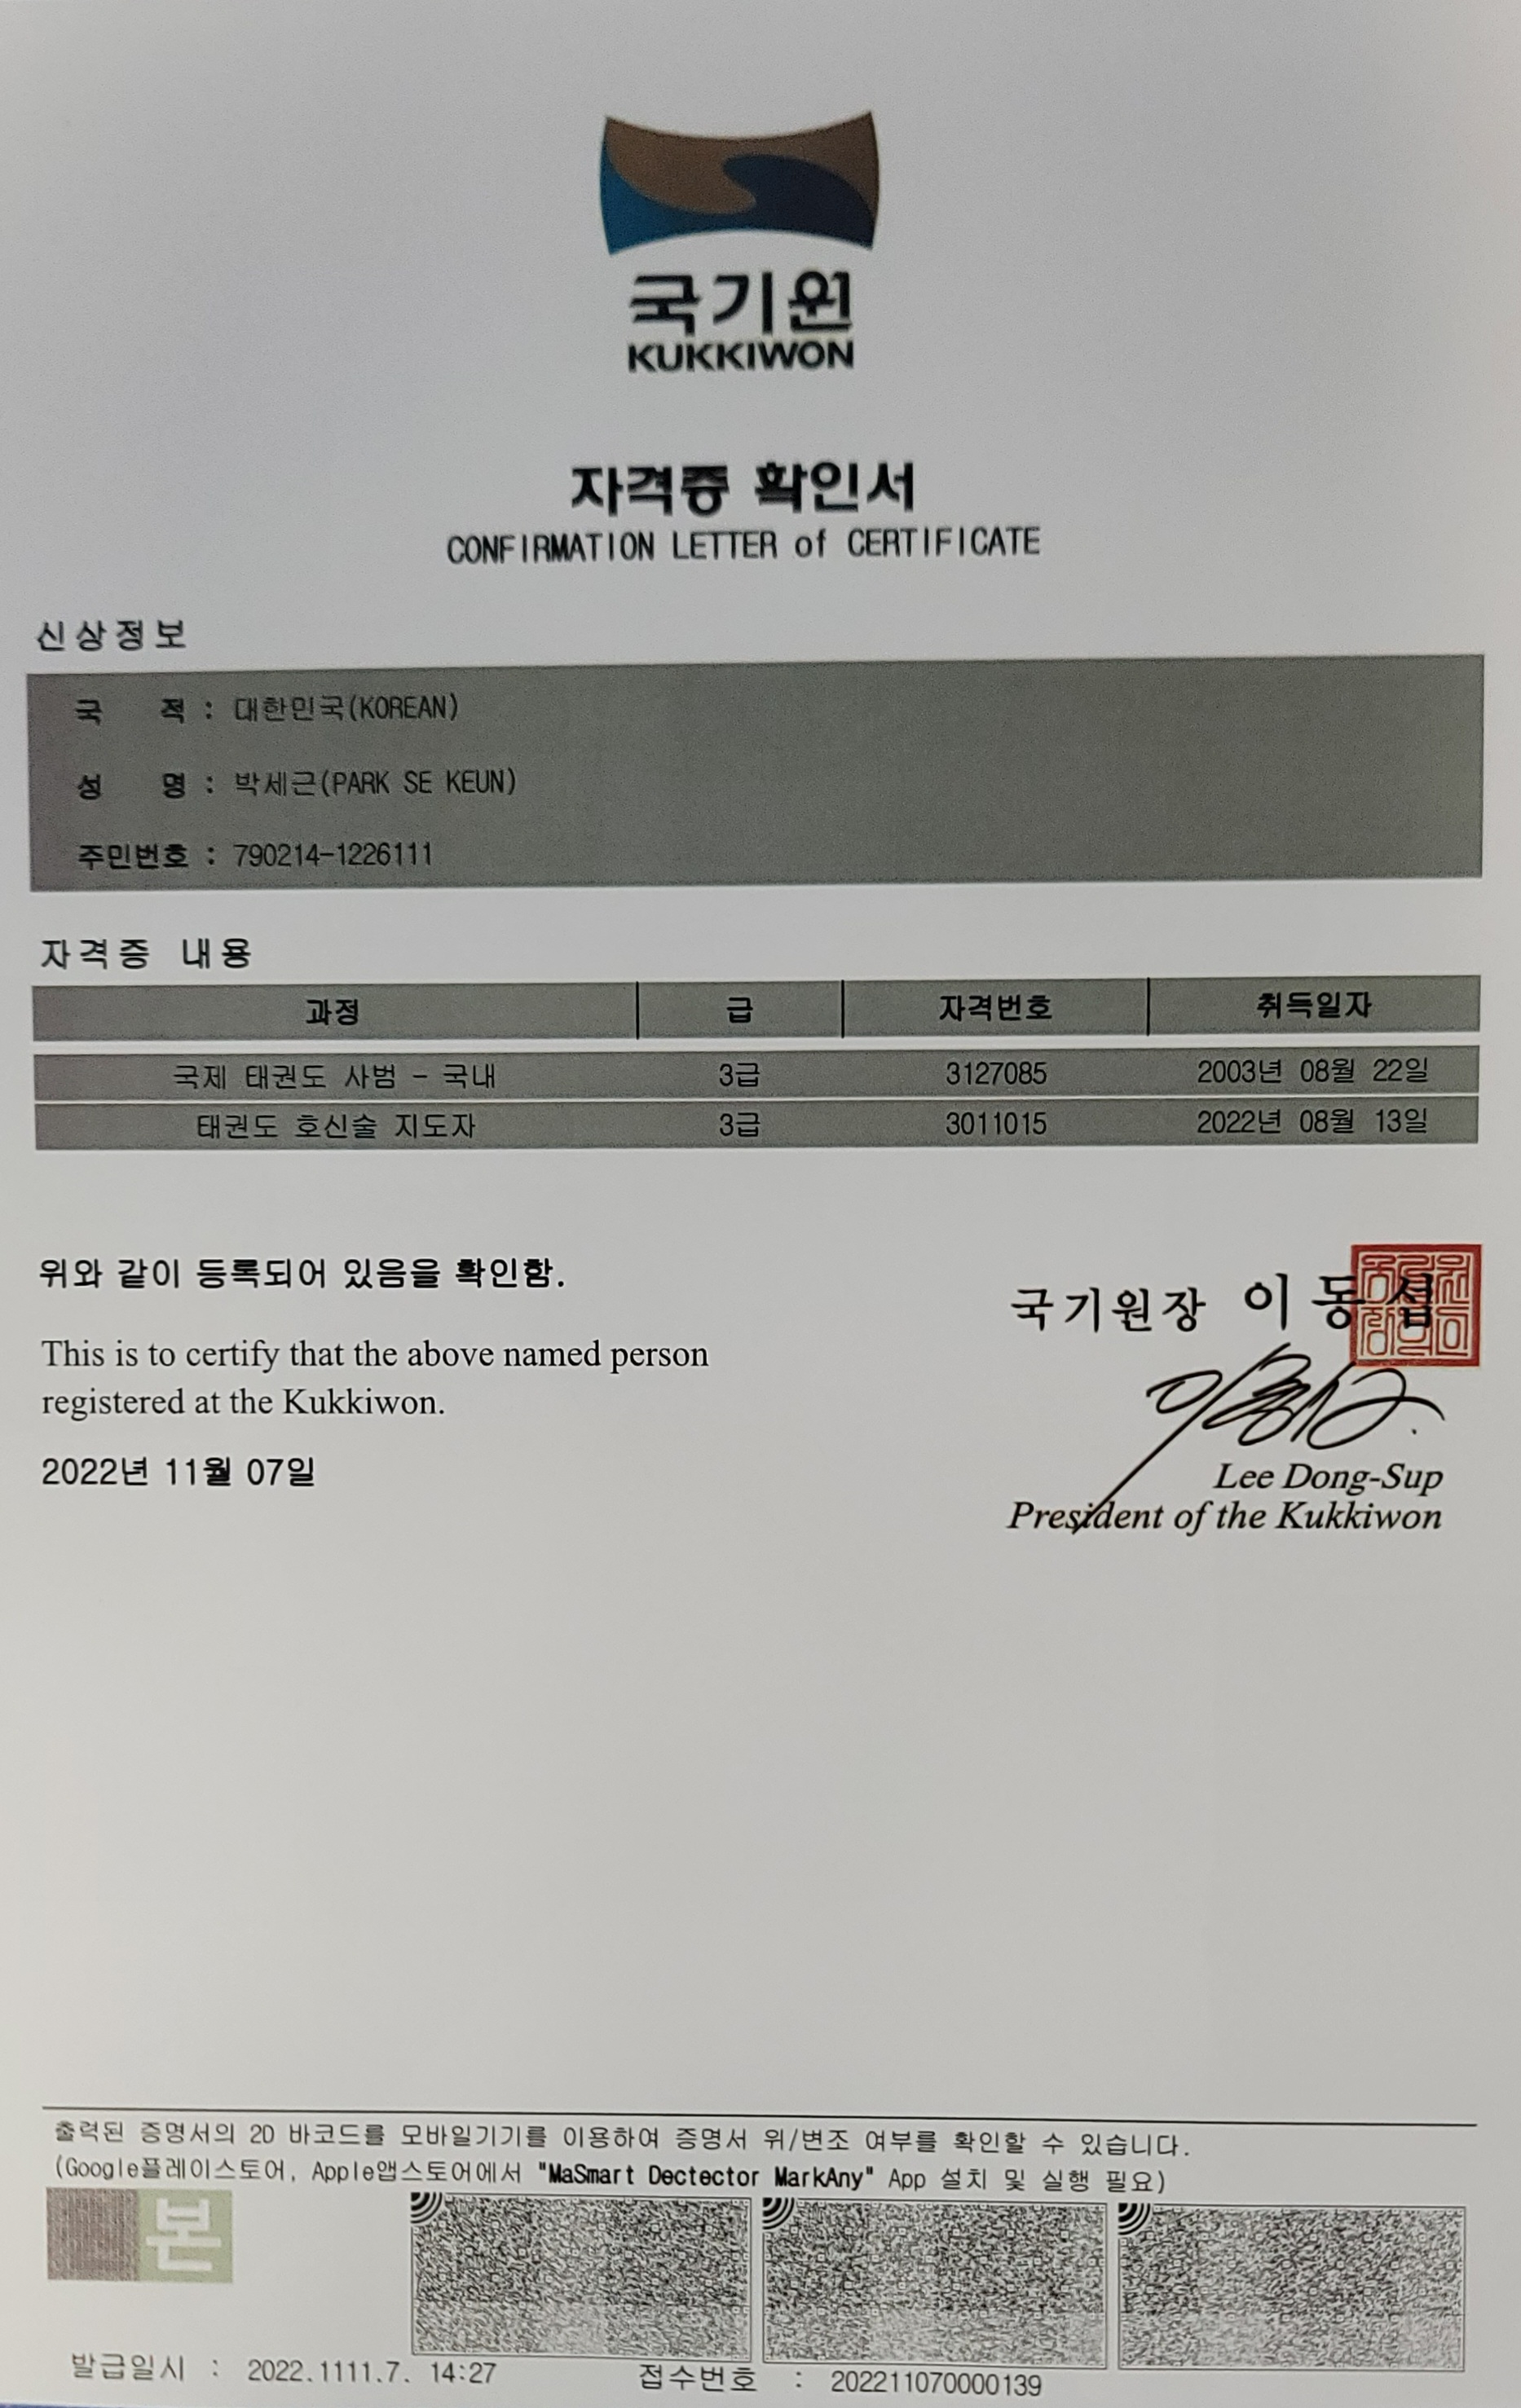 국기원
KUKKIWON
자격증 확인서
CONFIRMATION LETTER of CERTIFICATE
신상정보
국 적 : 대한민국(KOREAN)
성 명 : 박세근(PARK SE KEUN)
주민번호 : 790214-1226111
자격증 내용
과정 급 자격번호 취득일자
국제 태권도 사범 - 국내 3급 3127085 2003년 08월 22일
태권도 호신술 지도자 3급 3011015 2022년 08월 13일
위와 같이 등록되어 있음을 확인함.
This is to certify that the above named person
registered at the Kukkiwon.
2022년 11월 07일
국기원장 이동섭
Lee Dong-Sup
President of the Kukkiwon
출력된 증명서의 2D 바코드를 모바일기기를 이용하여 증명서 위/변조 여부를 확인할 수 있습니다.
(Google플레이스토어, Apple앱스토어에서 "MaSmart Dectector MarkAny" App 설치 및 실행 필요)
본
발급일시 : 2022.1111.7. 14:27 접수번호 : 202211070000139